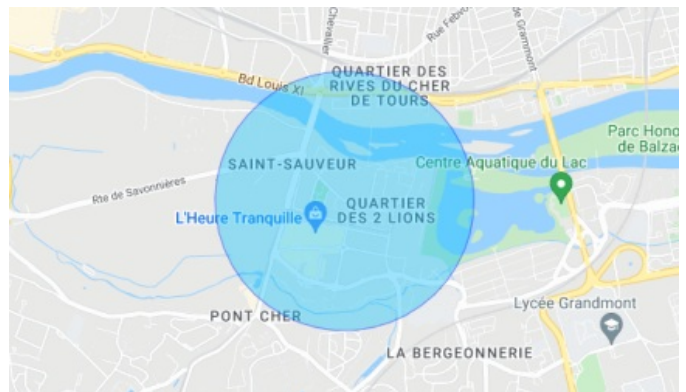 Chevallier
Rue Febvo
de Grammont
Bd Louis XI
QUARTIER DES
RIVES DU CHER
DE TOURS
Parc Hono
de Balza
Centre Aquatique du Lac
SAINT-SAUVEUR
Rte de Savonnières
QUARTIER
DES 2 LIONS
L'Heure Tranquille
Lycée Grandmont
PONT CHER
LA BERGEONNERIE